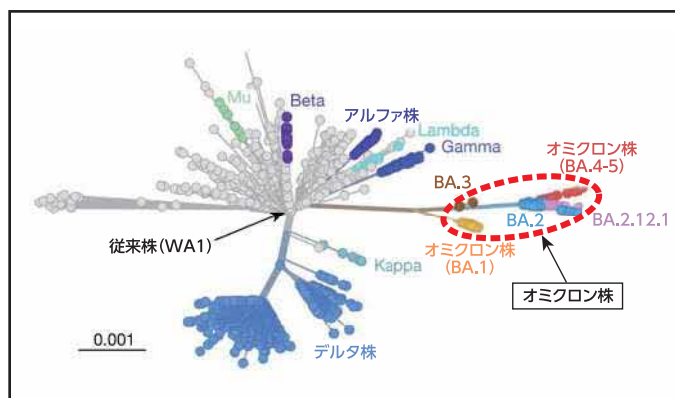 Mu
Beta
アルファ株
Lambda
Gamma
オミクロン株
(BA.4-5)
BA.3
BA.2
BA.2.12.1
従来株(WA1)
オミクロン株
(BA.1)
Kappa
オミクロン株
0.001
デルタ株